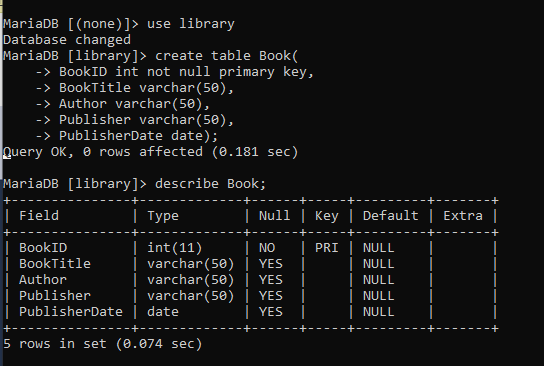 MariaDB [(none)]> use library
Database changed
MariaDB [library]> create table Book(
    -> BookID int not null primary key,
    -> BookTitle varchar(50),
    -> Author varchar(50),
    -> Publisher varchar(50),
    -> PublisherDate date);
Query OK, 0 rows affected (0.181 sec)

MariaDB [library]> describe Book;
+---------------+-------------+------+-----+---------+-------+
| Field         | Type        | Null | Key | Default | Extra |
+---------------+-------------+------+-----+---------+-------+
| BookID        | int(11)     | NO   | PRI | NULL    |       |
| BookTitle     | varchar(50) | YES  |     | NULL    |       |
| Author        | varchar(50) | YES  |     | NULL    |       |
| Publisher     | varchar(50) | YES  |     | NULL    |       |
| PublisherDate | date        | YES  |     | NULL    |       |
+---------------+-------------+------+-----+---------+-------+
5 rows in set (0.074 sec)